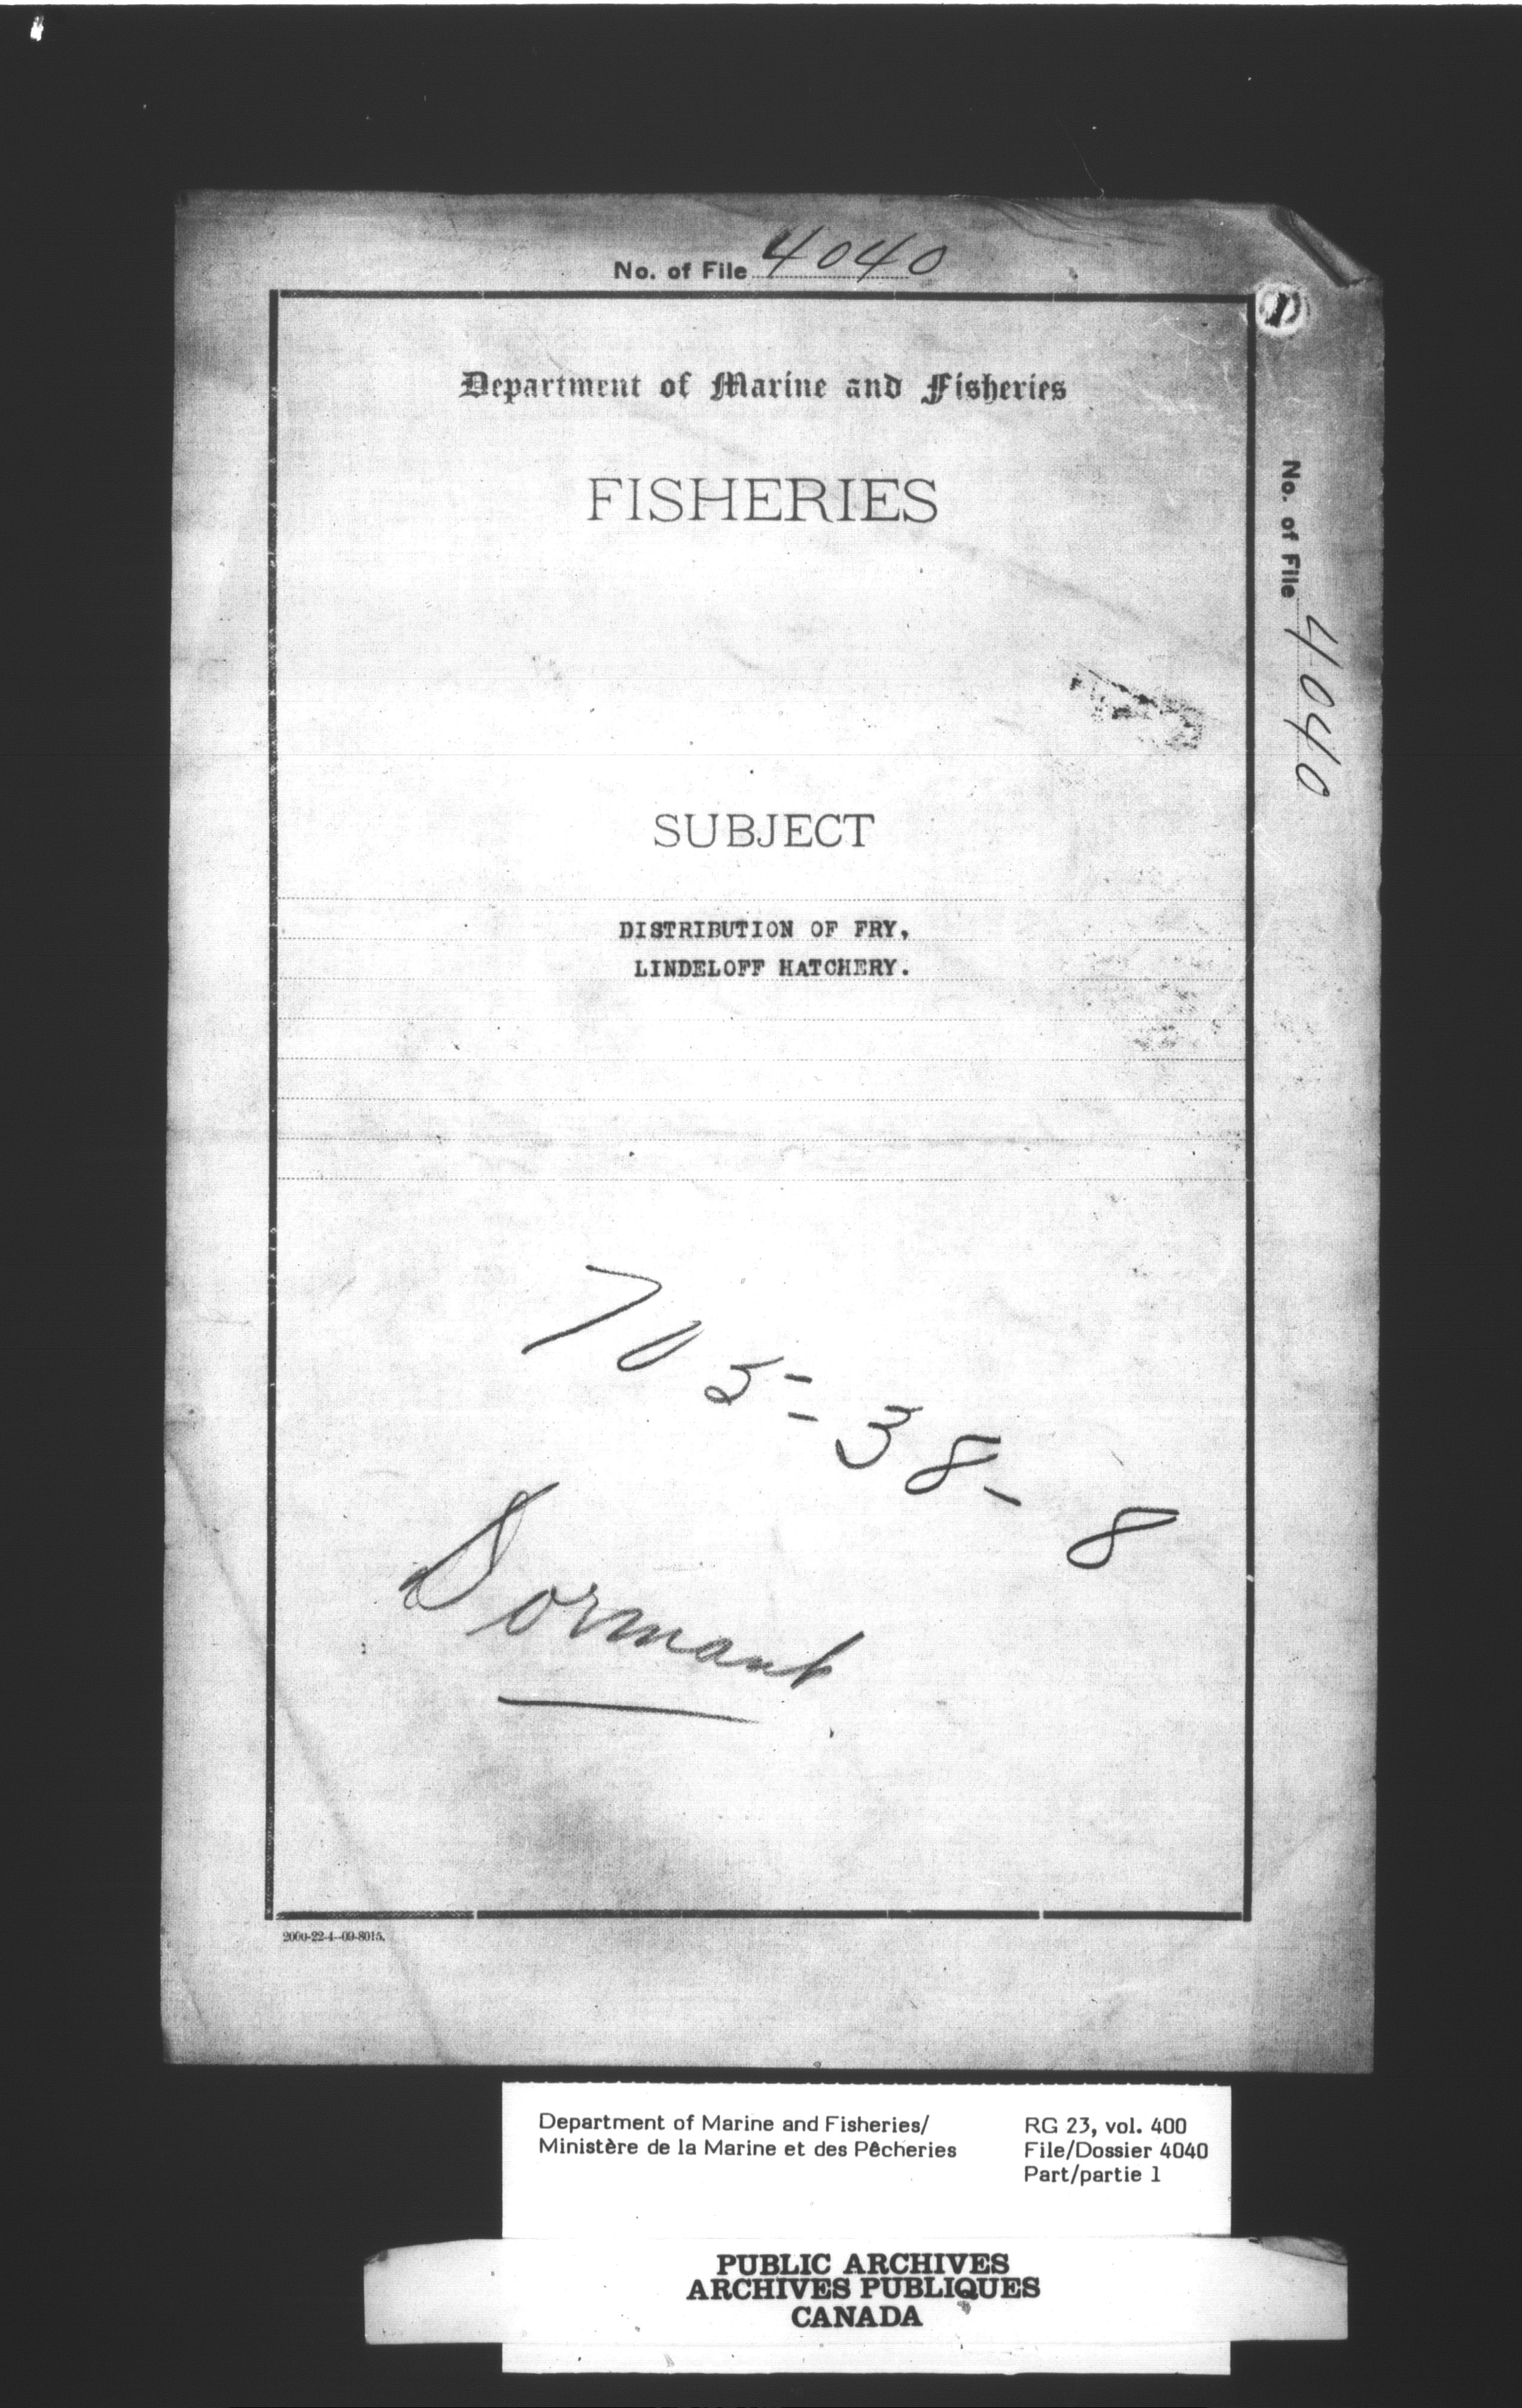 No. of File 4040
Department of Marine and Fisheries
FISHERIES
No. of File 4040
SUBJECT
DISTRIBUTION OF FRY,
LINDELOFF HATCHERY.
705-38-8
Dormant
2000-22-4--09-8015.
Department of Marine and Fisheries/
Ministère de la Marine et des Pêcheries
RG 23, vol. 400
File/Dossier 4040
Part/partie 1
PUBLIC ARCHIVES
ARCHIVES PUBLIQUES
CANADA